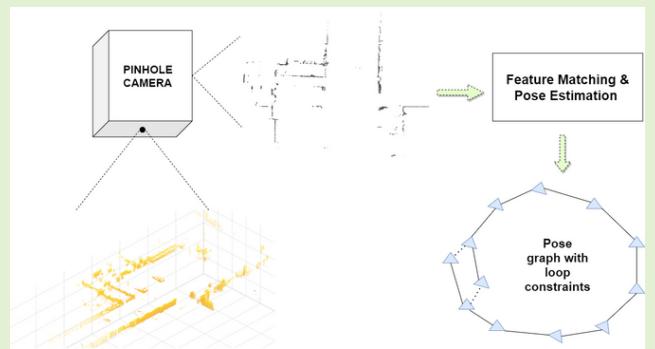 PINHOLE
CAMERA
Feature Matching &
Pose Estimation
Pose
graph with
loop
constraints